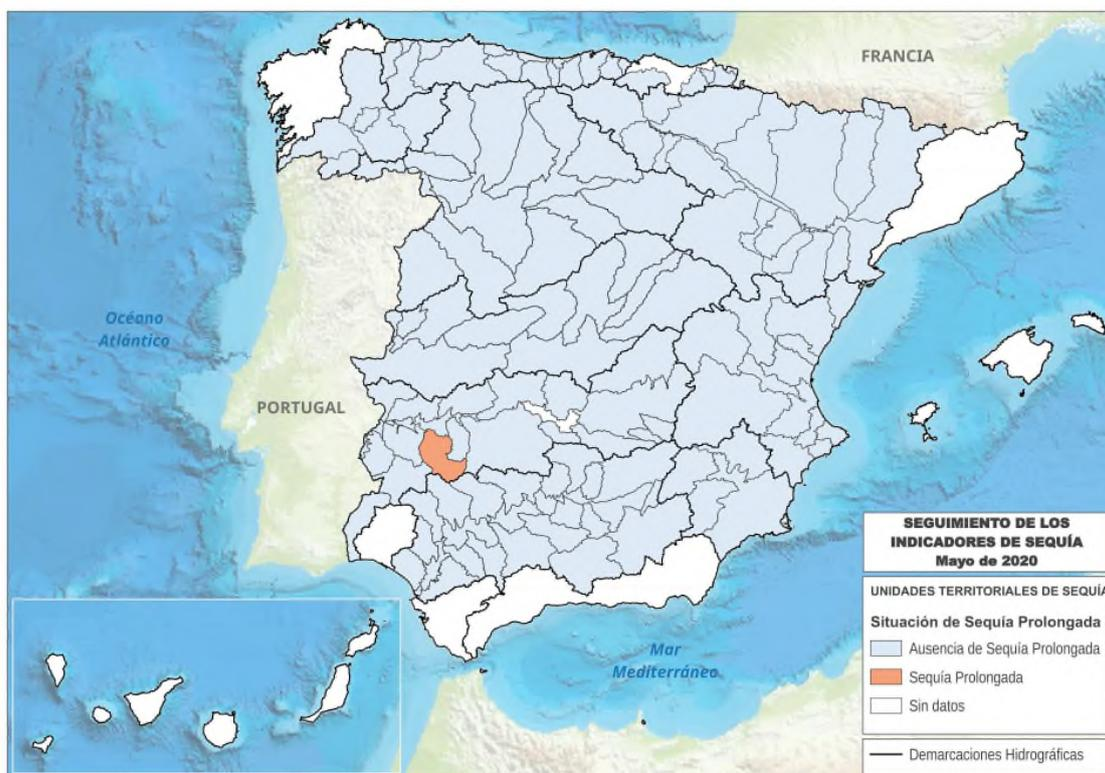 FRANCIA
Océano
Atlántico
PORTUGAL
Mar
Mediterráneo
SEGUIMIENTO DE LOS
INDICADORES DE SEQUÍA
Mayo de 2020
UNIDADES TERRITORIALES DE SEQUÍA
Situación de Sequía Prolongada
Ausencia de Sequía Prolongada
Sequía Prolongada
Sin datos
Demarcaciones Hidrográficas